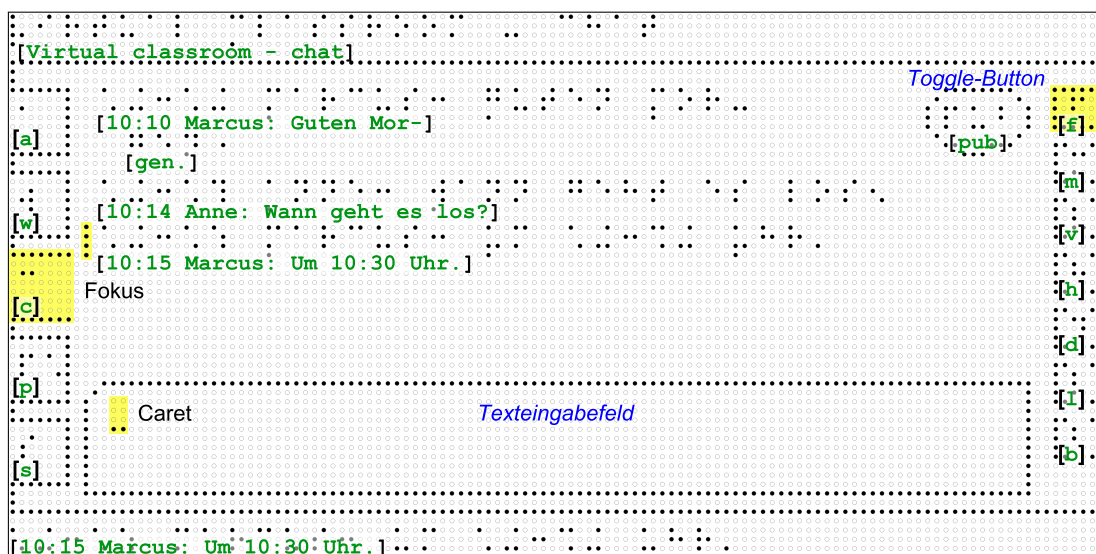 [Virtual classroom - chat]
Toggle-Button
[a]
[10:10 Marcus: Guten Mor-]
[gen.]
[pub]
[f]
[m]
[w]
[10:14 Anne: Wann geht es los?]
[v]
[10:15 Marcus: Um 10:30 Uhr.]
[c]
Fokus
[h]
[d]
[p]
Caret
Texteingabefeld
[I]
[s]
[b]
[10:15 Marcus: Um 10:30 Uhr.]